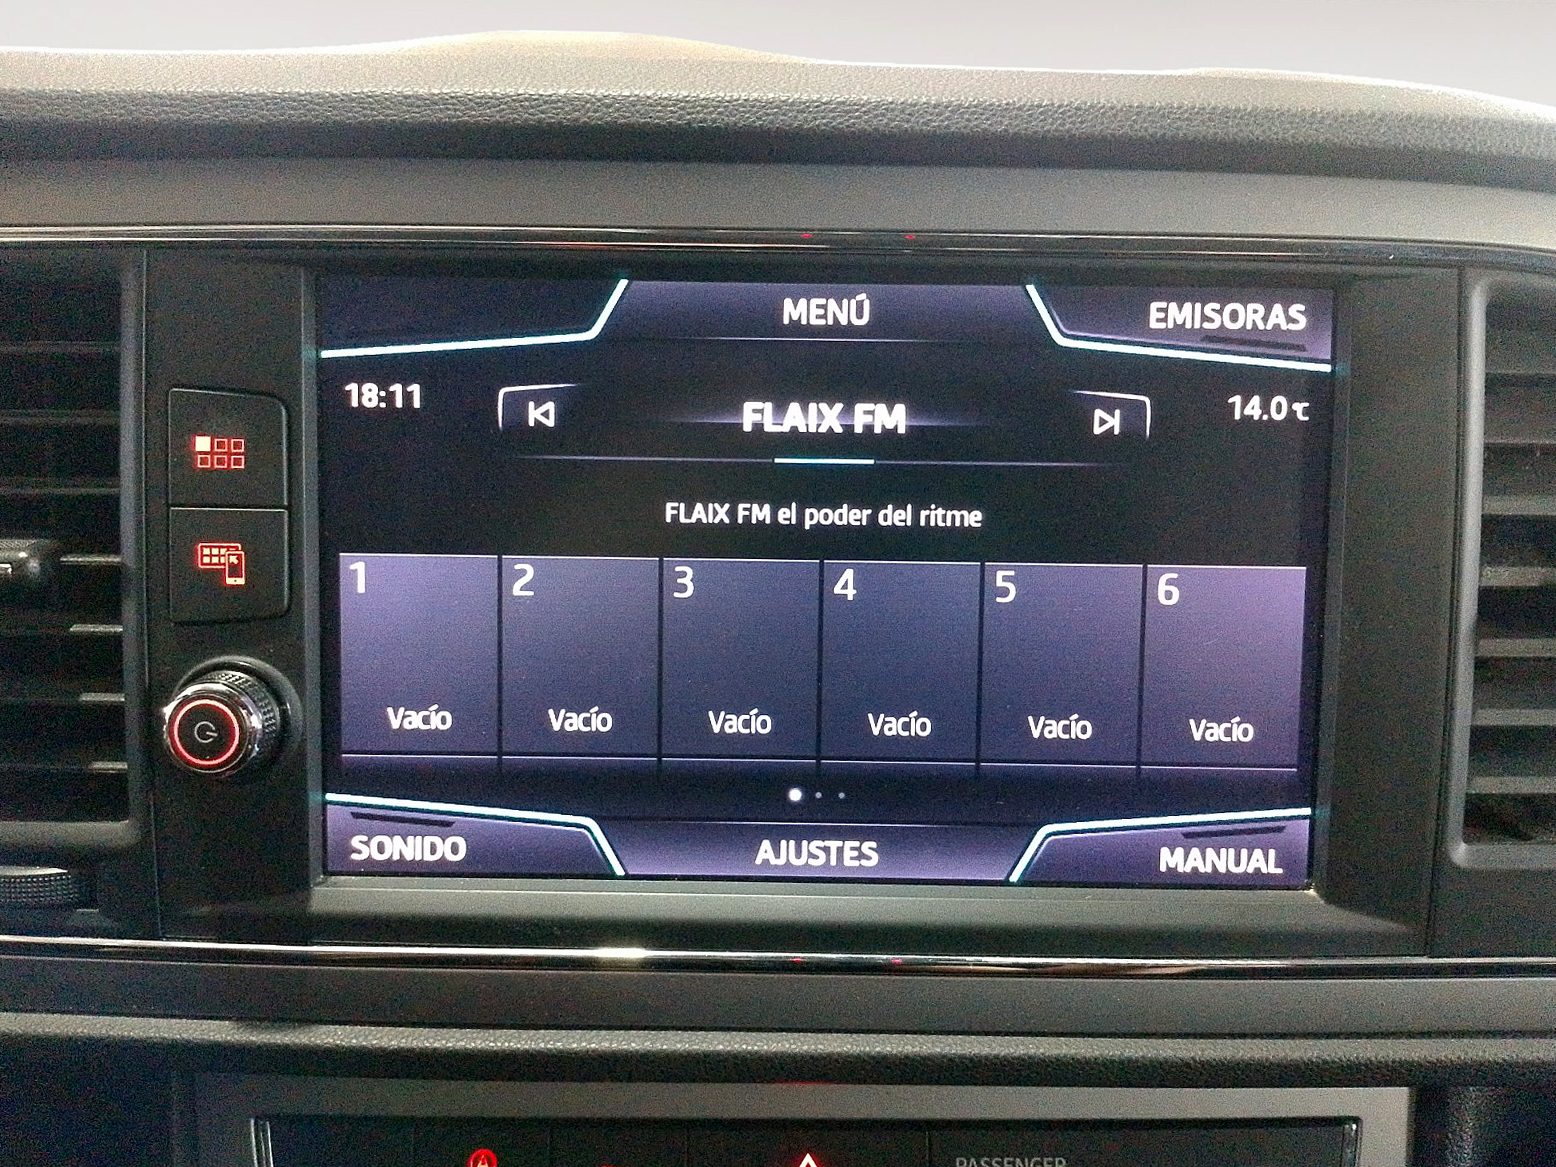 MENÚ
EMISORAS
18:11
FLAIX FM
14.0 °C
FLAIX FM el poder del ritme
1
2
3
4
5
6
Vacío
Vacío
Vacío
Vacío
Vacío
Vacío
SONIDO
AJUSTES
MANUAL
PASSENGER